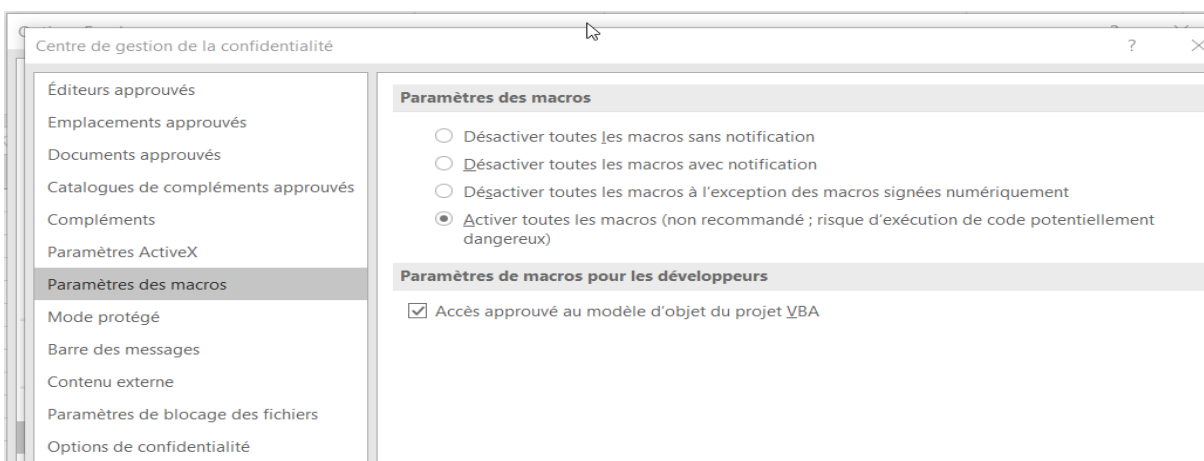 Centre de gestion de la confidentialité
?
Éditeurs approuvés
Emplacements approuvés
Documents approuvés
Catalogues de compléments approuvés
Compléments
Paramètres ActiveX
Paramètres des macros
Mode protégé
Barre des messages
Contenu externe
Paramètres de blocage des fichiers
Options de confidentialité
Paramètres des macros
Désactiver toutes les macros sans notification
Désactiver toutes les macros avec notification
Désactiver toutes les macros à l'exception des macros signées numériquement
Activer toutes les macros (non recommandé ; risque d'exécution de code potentiellement
dangereux)
Paramètres de macros pour les développeurs
Accès approuvé au modèle d'objet du projet VBA